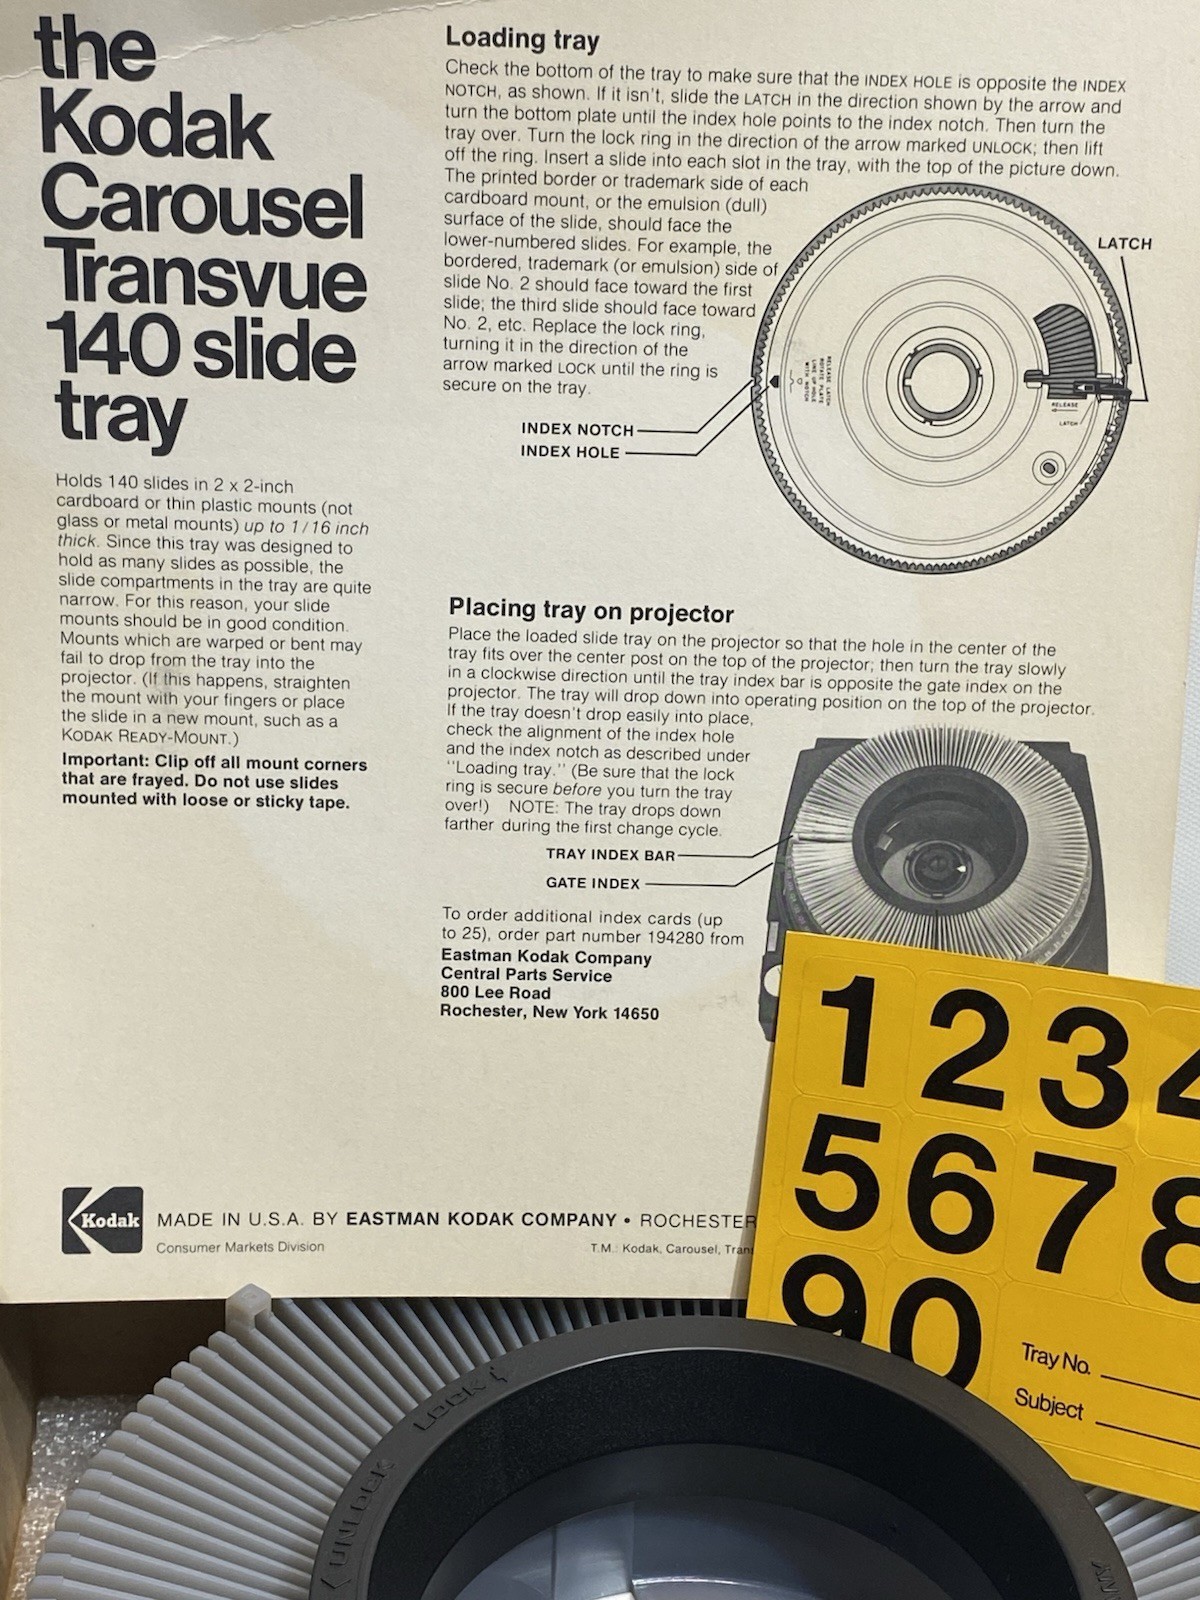 the
Kodak
Carousel
Transvue
140 slide
tray
Holds 140 slides in 2 x 2-inch
cardboard or thin plastic mounts (not
glass or metal mounts) up to 1/16 inch
thick. Since this tray was designed to
hold as many slides as possible, the
slide compartments in the tray are quite
narrow. For this reason, your slide
mounts should be in good condition.
Mounts which are warped or bent may
fail to drop from the tray into the
projector. (If this happens, straighten
the mount with your fingers or place
the slide in a new mount, such as a
KODAK READY-MOUNT.)
Important: Clip off all mount corners
that are frayed. Do not use slides
mounted with loose or sticky tape.
Loading tray
Check the bottom of the tray to make sure that the INDEX HOLE is opposite the INDEX
NOTCH, as shown. If it isn't, slide the LATCH in the direction shown by the arrow and
turn the bottom plate until the index hole points to the index notch. Then turn the
tray over. Turn the lock ring in the direction of the arrow marked UNLOCK; then lift
off the ring. Insert a slide into each slot in the tray, with the top of the picture down.
The printed border or trademark side of each
cardboard mount, or the emulsion (dull)
surface of the slide, should face the
lower-numbered slides. For example, the
bordered, trademark (or emulsion) side of
slide No. 2 should face toward the first
slide; the third slide should face toward
No. 2, etc. Replace the lock ring,
turning it in the direction of the
arrow marked LOCK until the ring is
secure on the tray.
LATCH
RELEASE LATCH
ROTATE PLATE
LINE UP HOLE
WITH NOTCH
RELEASE
LATCH
INDEX NOTCH
INDEX HOLE
Placing tray on projector
Place the loaded slide tray on the projector so that the hole in the center of the
tray fits over the center post on the top of the projector; then turn the tray slowly
in a clockwise direction until the tray index bar is opposite the gate index on the
projector. The tray will drop down into operating position on the top of the projector.
If the tray doesn't drop easily into place,
check the alignment of the index hole
and the index notch as described under
"Loading tray." (Be sure that the lock
ring is secure before you turn the tray
over!) NOTE: The tray drops down
farther during the first change cycle.
TRAY INDEX BAR
GATE INDEX
To order additional index cards (up
to 25), order part number 194280 from
Eastman Kodak Company
Central Parts Service
800 Lee Road
Rochester, New York 14650
Kodak
MADE IN U.S.A. BY EASTMAN KODAK COMPANY • ROCHESTER
Consumer Markets Division
T.M.: Kodak, Carousel, Tran
1 2 3 4
5 6 7 8
9 0
Tray No.
Subject
LOCK
UNLOCK